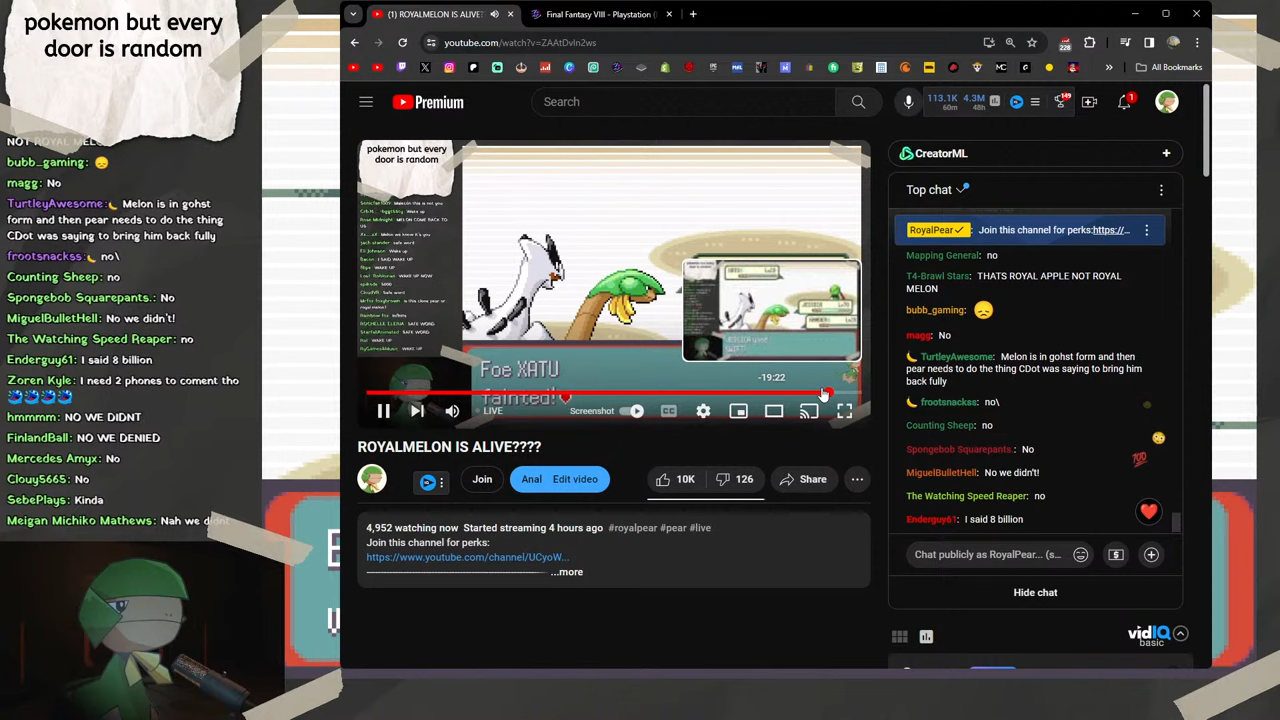 pokemon but every
door is random
bubb_gaming: 😞
magg: No
TurtleyAwesome: Melon is in gohst
form and then pear needs to do the thing
CDot was saying to bring him back fully
frootsnackss: no\
Counting Sheep: no
Spongebob Squarepants.: No
MiguelBulletHell: No we didn't!
The Watching Speed Reaper: no
Enderguy61: I said 8 billion
Zoren Kyle: I need 2 phones to coment tho
hmmmm: NO WE DIDNT
FinlandBall: NO WE DENIED
Mercedes Amyx: No
ClouyS665: No
SebePlays: Kinda
Meigan Michiko Mathews: Nah we didnt
(1) ROYALMELON IS ALIVE?
Final Fantasy VIII - Playstation (
youtube.com/watch?v=ZAAtDvIn2ws
228
All Bookmarks
Premium
Search
113.1K 4.3M
60m 48h
149
1
pokemon but every
door is random
Foe XATU
fainted!
-19:22
LIVE
Screenshot
ROYALMELON IS ALIVE????
Join
Anal Edit video
10K
126
Share
4,952 watching now Started streaming 4 hours ago #royalpear #pear #live
Join this channel for perks:
https://www.youtube.com/channel/UCyoW...
...more
CreatorML
Top chat
RoyalPear Join this channel for perks: https://...
Mapping General: no
T4-Brawl Stars: THATS ROYAL APPLE NOT ROYAL
MELON
bubb_gaming: 😞
magg: No
TurtleyAwesome: Melon is in gohst form and then
pear needs to do the thing CDot was saying to bring him
back fully
frootsnackss: no\
Counting Sheep: no
Spongebob Squarepants.: No
MiguelBulletHell: No we didn't!
The Watching Speed Reaper: no
Enderguy61: I said 8 billion
100
Chat publicly as RoyalPear... (s...
Hide chat
vidIQ
basic